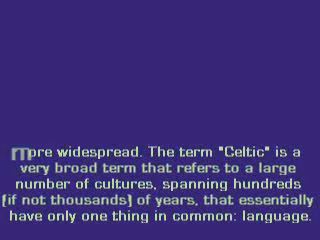 more widespread. The term "Celtic" is a
very broad term that refers to a large
number of cultures, spanning hundreds
(if not thousands) of years, that essentially
have only one thing in common: language.